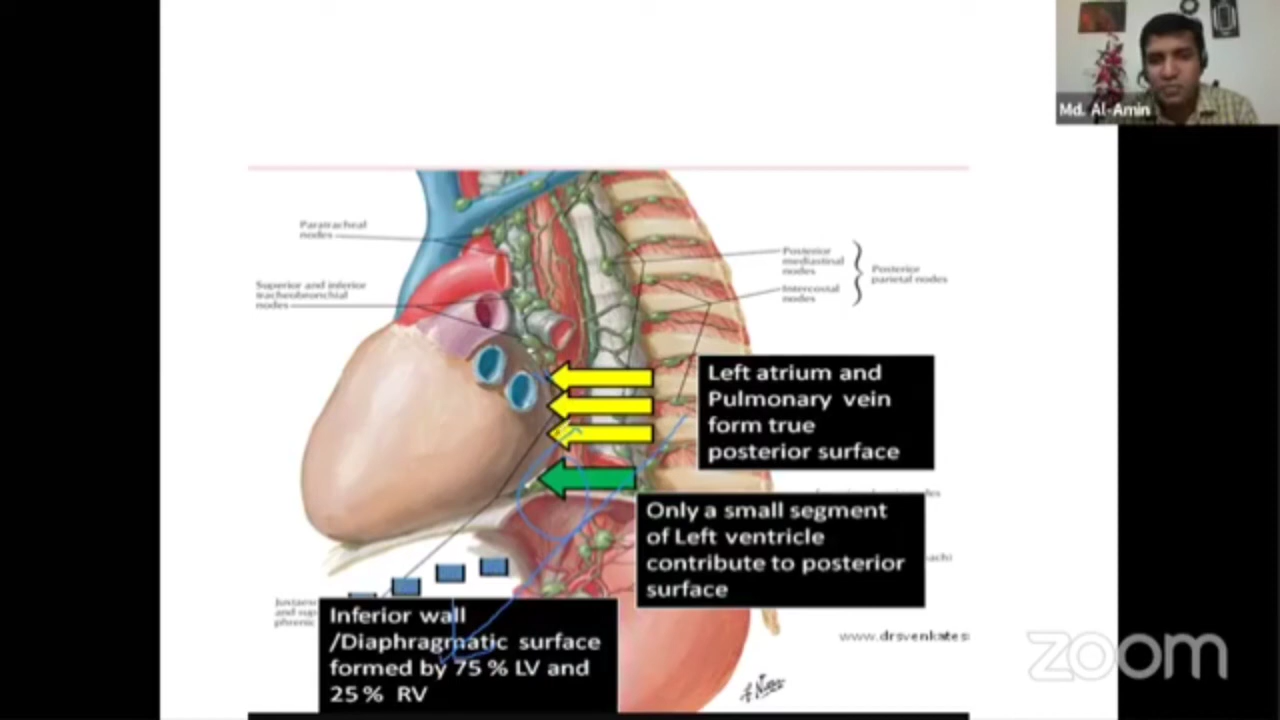 Md. Al-Amin
Paratracheal
nodes
Superior and inferior
tracheobronchial
nodes
Posterior
mediastinal
nodes
Intercostal
nodes
Posterior
parietal nodes
Left atrium and
Pulmonary vein
form true
posterior surface
Only a small segment
of Left ventricle
contribute to posterior
surface
Inferior wall
/Diaphragmatic surface
formed by 75 % LV and
25 % RV
and
phrenic
www.drsvenkates
zoom